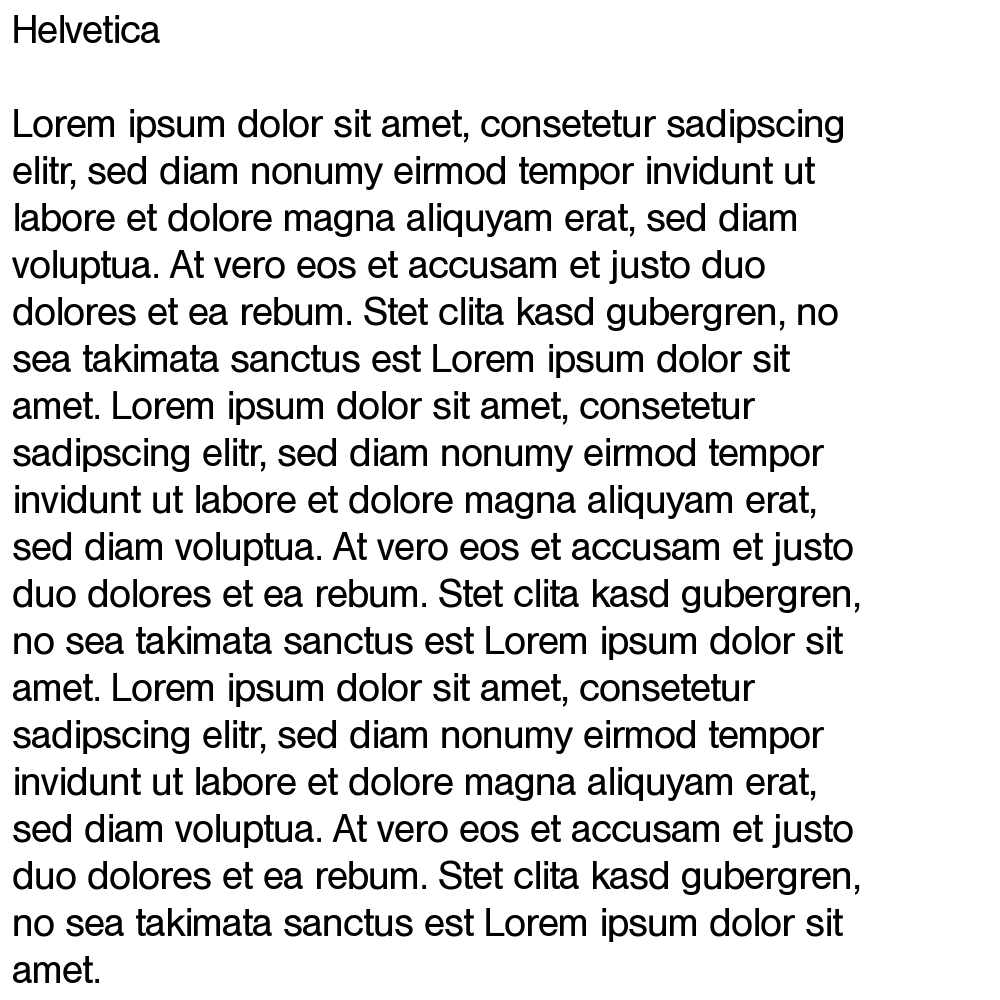 Helvetica
Lorem ipsum dolor sit amet, consetetur sadipscing
elitr, sed diam nonumy eirmod tempor invidunt ut
labore et dolore magna aliquyam erat, sed diam
voluptua. At vero eos et accusam et justo duo
dolores et ea rebum. Stet clita kasd gubergren, no
sea takimata sanctus est Lorem ipsum dolor sit
amet. Lorem ipsum dolor sit amet, consetetur
sadipscing elitr, sed diam nonumy eirmod tempor
invidunt ut labore et dolore magna aliquyam erat,
sed diam voluptua. At vero eos et accusam et justo
duo dolores et ea rebum. Stet clita kasd gubergren,
no sea takimata sanctus est Lorem ipsum dolor sit
amet. Lorem ipsum dolor sit amet, consetetur
sadipscing elitr, sed diam nonumy eirmod tempor
invidunt ut labore et dolore magna aliquyam erat,
sed diam voluptua. At vero eos et accusam et justo
duo dolores et ea rebum. Stet clita kasd gubergren,
no sea takimata sanctus est Lorem ipsum dolor sit
amet.